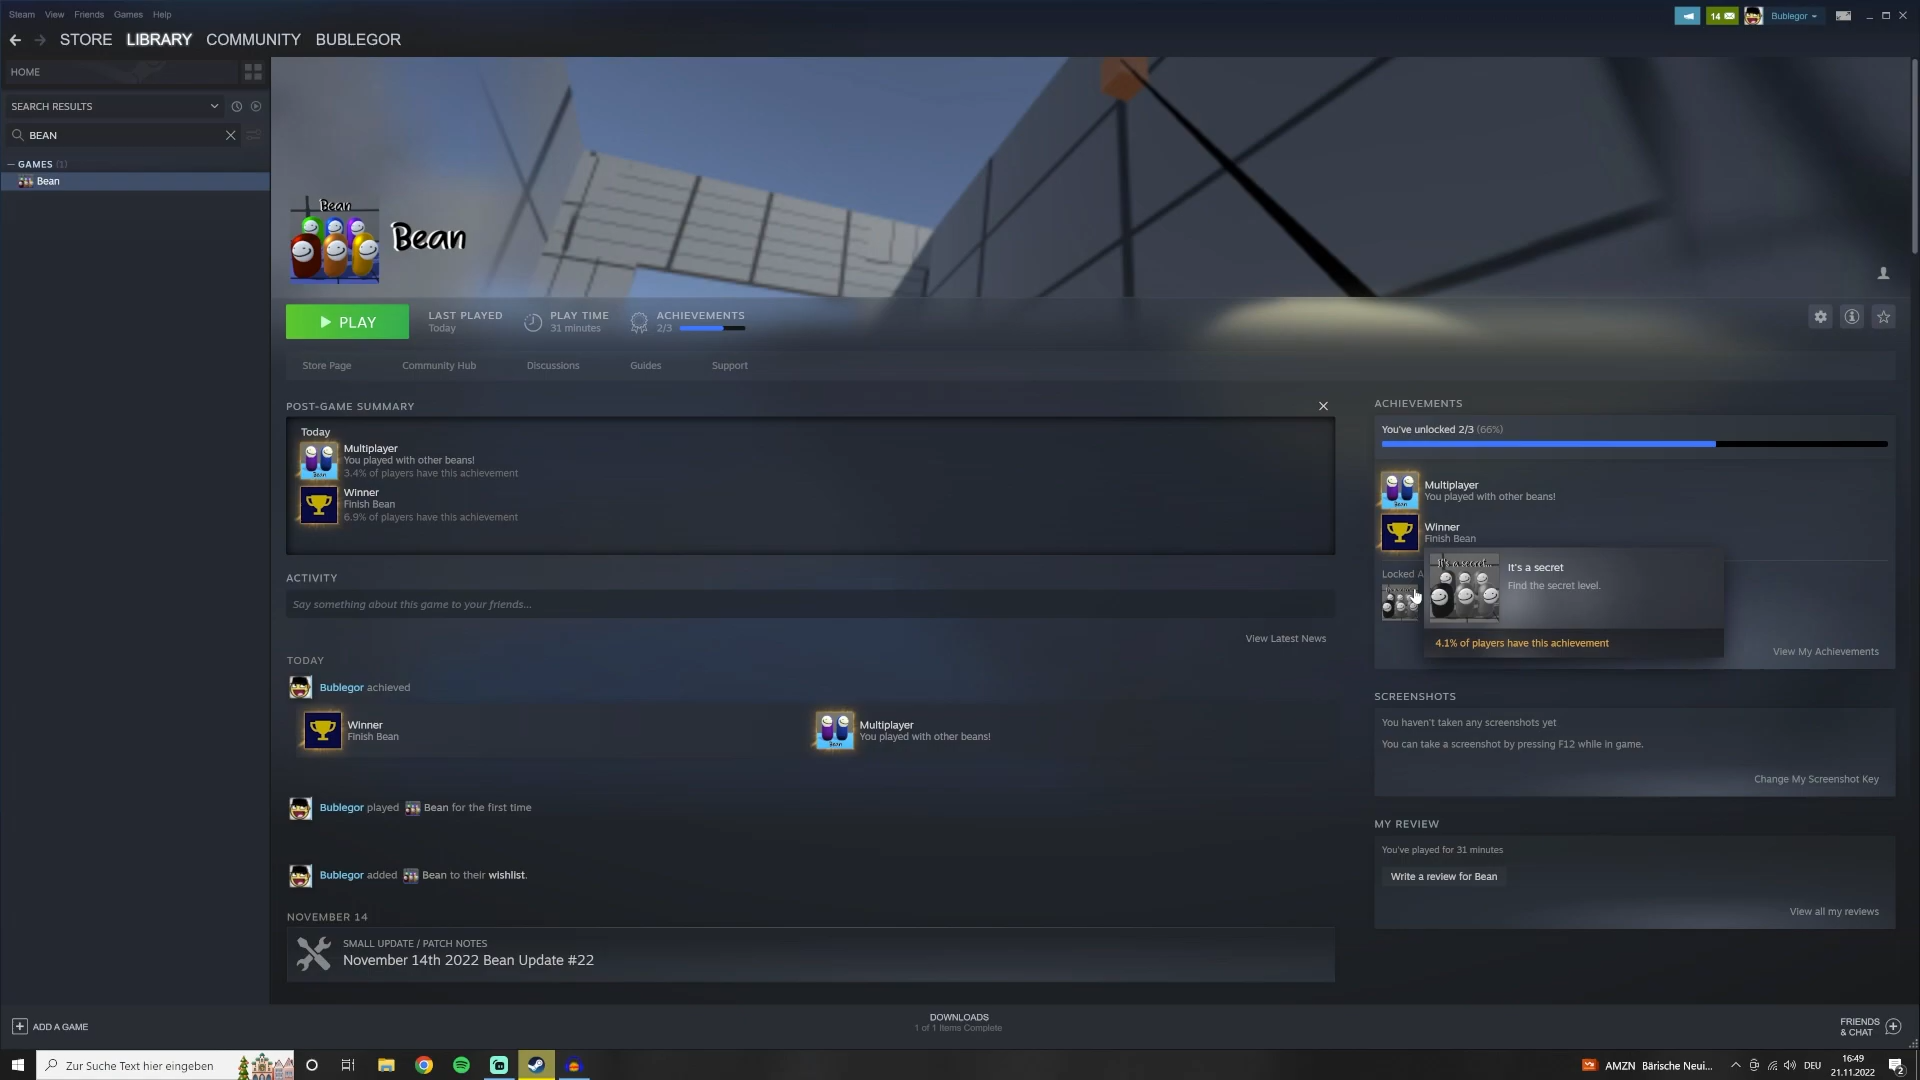 Steam View Friends Games Help
14
Bublegor
STORE LIBRARY COMMUNITY BUBLEGOR
HOME
SEARCH RESULTS
BEAN
GAMES (1)
Bean
Bean
Bean
PLAY
LAST PLAYED
Today
PLAY TIME
31 minutes
ACHIEVEMENTS
2/3
Store Page Community Hub Discussions Guides Support
POST-GAME SUMMARY
Today
Multiplayer
You played with other beans!
3.4% of players have this achievement
Winner
Finish Bean
6.9% of players have this achievement
ACTIVITY
Say something about this game to your friends...
View Latest News
TODAY
Bublegor achieved
Winner
Finish Bean
Multiplayer
You played with other beans!
Bublegor played Bean for the first time
Bublegor added Bean to their wishlist.
NOVEMBER 14
SMALL UPDATE / PATCH NOTES
November 14th 2022 Bean Update #22
ACHIEVEMENTS
You've unlocked 2/3 (66%)
Multiplayer
You played with other beans!
Winner
Finish Bean
Locked A
It's a secret...
It's a secret
Find the secret level.
4.1% of players have this achievement
View My Achievements
SCREENSHOTS
You haven't taken any screenshots yet
You can take a screenshot by pressing F12 while in game.
Change My Screenshot Key
MY REVIEW
You've played for 31 minutes
Write a review for Bean
View all my reviews
ADD A GAME
DOWNLOADS
1 of 1 Items Complete
FRIENDS
& CHAT
Zur Suche Text hier eingeben
AMZN Bärische Neui...
DEU
16:49
21.11.2022
2